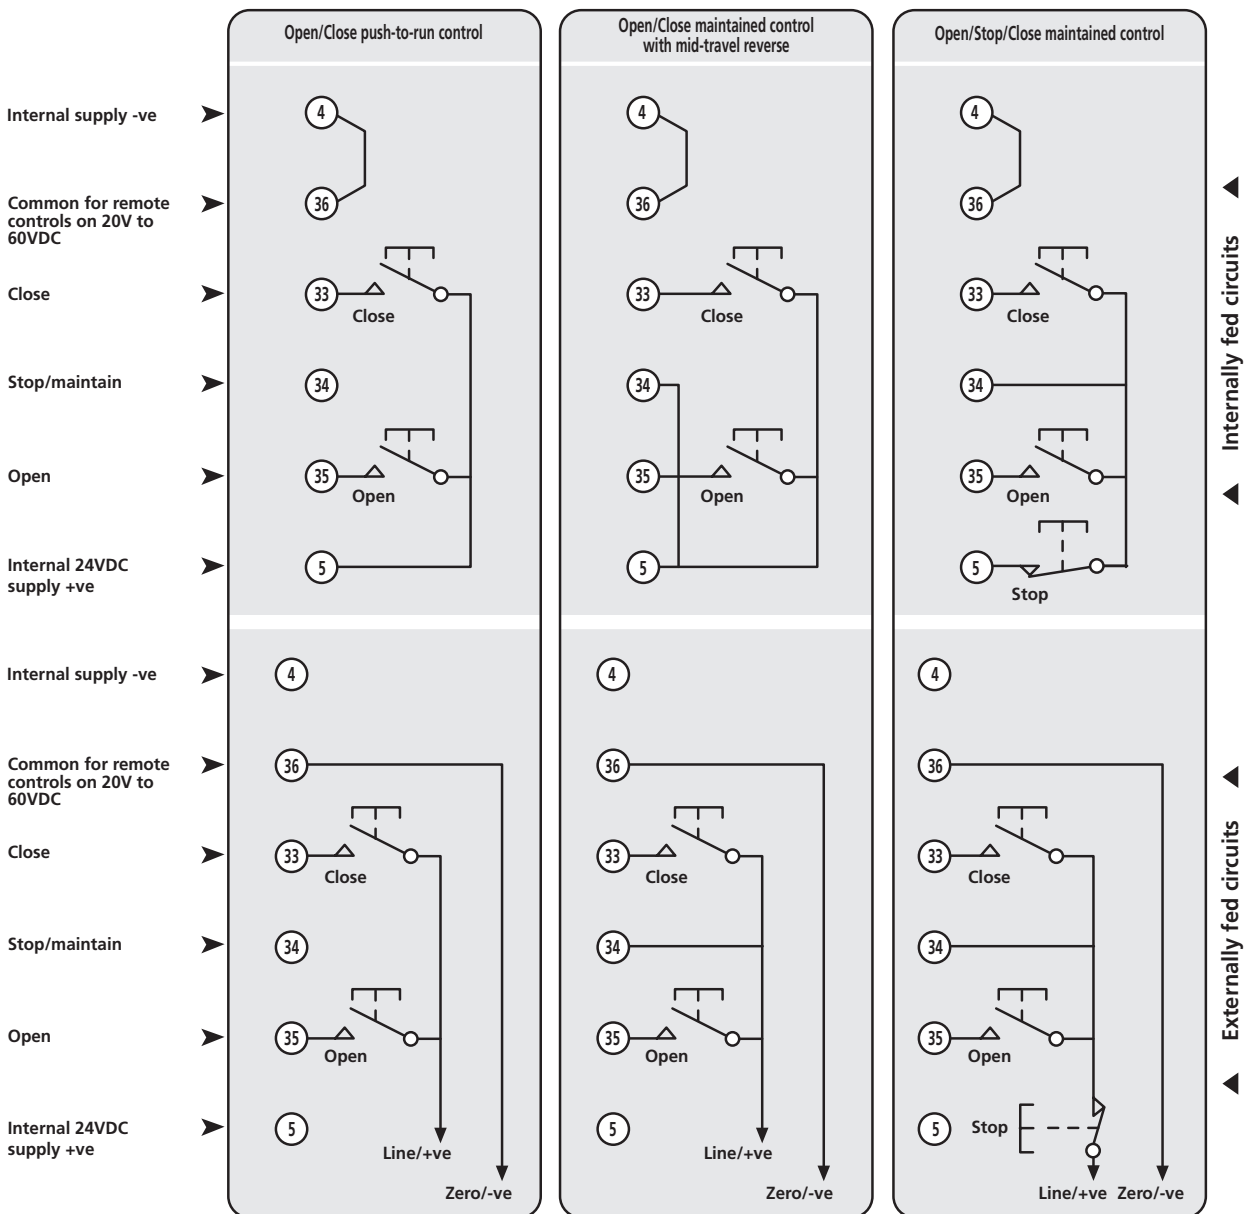 Open/Close push-to-run control
Open/Close maintained control
with mid-travel reverse
Open/Stop/Close maintained control
Internal supply -ve
4
4
4
Common for remote
controls on 20V to
60VDC
36
36
36
Close
33
33
33
Close
Close
Close
Stop/maintain
34
34
34
Open
35
35
35
Open
Open
Open
Internal 24VDC
supply +ve
5
5
5
Stop
Internally fed circuits
Internal supply -ve
4
4
4
Common for remote
controls on 20V to
60VDC
36
36
36
Close
33
33
33
Close
Close
Close
Stop/maintain
34
34
34
Open
35
35
35
Open
Open
Open
Internal 24VDC
supply +ve
5
5
5
Stop
Line/+ve
Line/+ve
Zero/-ve
Zero/-ve
Line/+ve Zero/-ve
Externally fed circuits